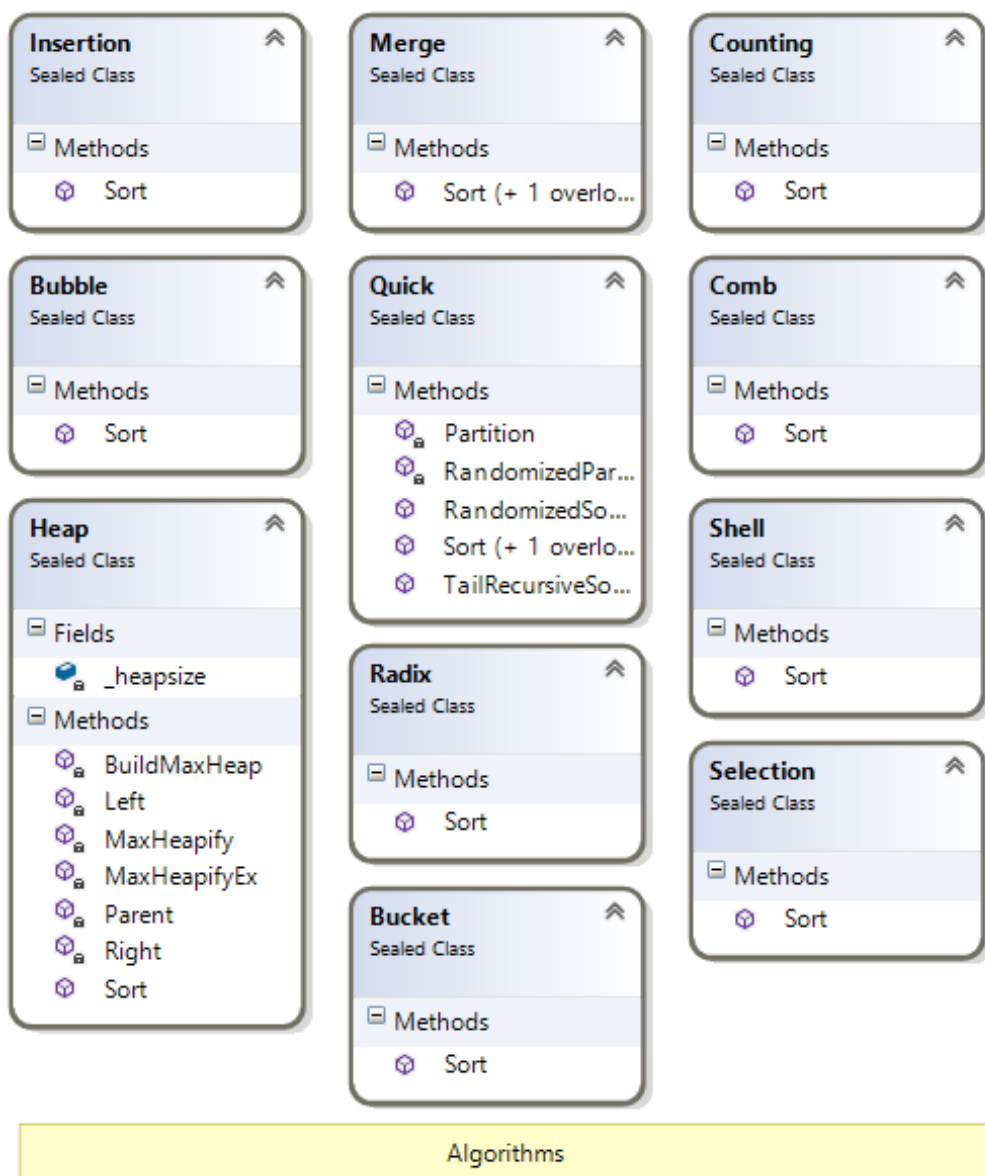 Insertion
Sealed Class
Methods
Sort
Bubble
Sealed Class
Methods
Sort
Heap
Sealed Class
Fields
_heapsize
Methods
BuildMaxHeap
Left
MaxHeapify
MaxHeapifyEx
Parent
Right
Sort
Merge
Sealed Class
Methods
Sort (+ 1 overlo...
Quick
Sealed Class
Methods
Partition
RandomizedPar...
RandomizedSo...
Sort (+ 1 overlo...
TailRecursiveSo...
Radix
Sealed Class
Methods
Sort
Bucket
Sealed Class
Methods
Sort
Counting
Sealed Class
Methods
Sort
Comb
Sealed Class
Methods
Sort
Shell
Sealed Class
Methods
Sort
Selection
Sealed Class
Methods
Sort
Algorithms